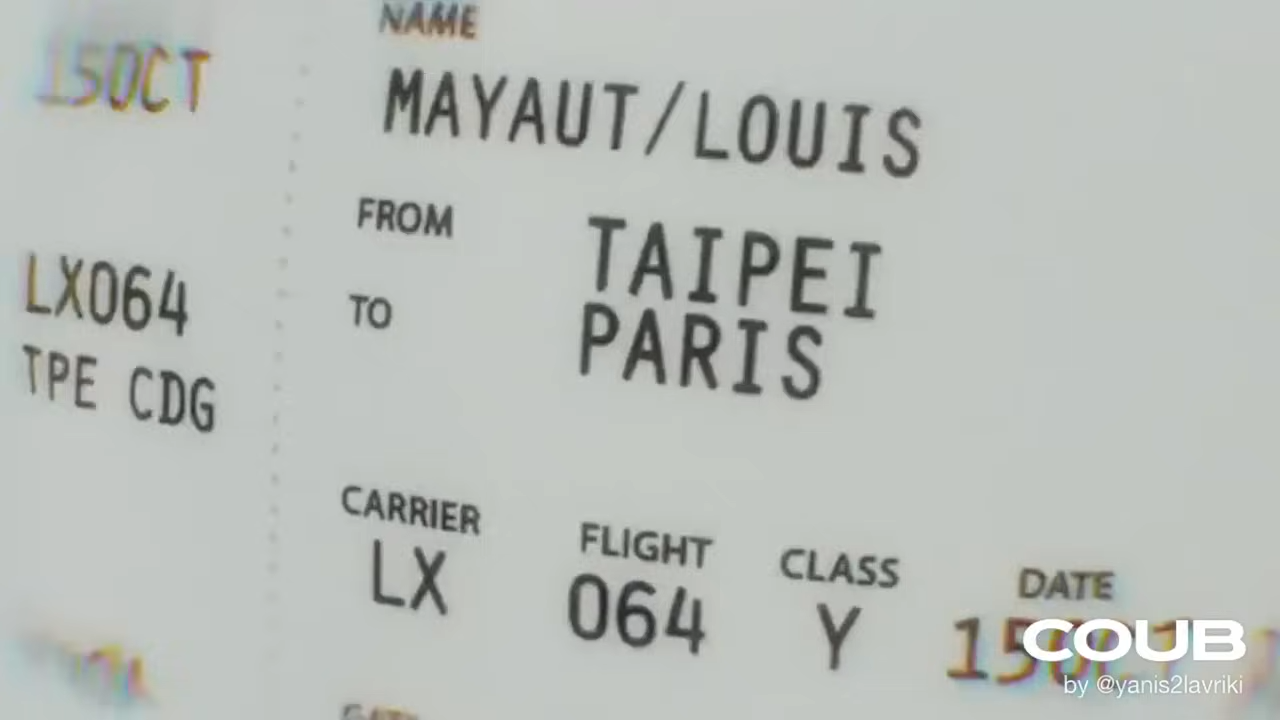 15OCT
LX064
TPE CDG
NAME
MAYAUT/LOUIS
FROM TAIPEI
TO PARIS
CARRIER FLIGHT CLASS DATE
LX 064 Y 15OCT
COUB
by @yanis2lavriki